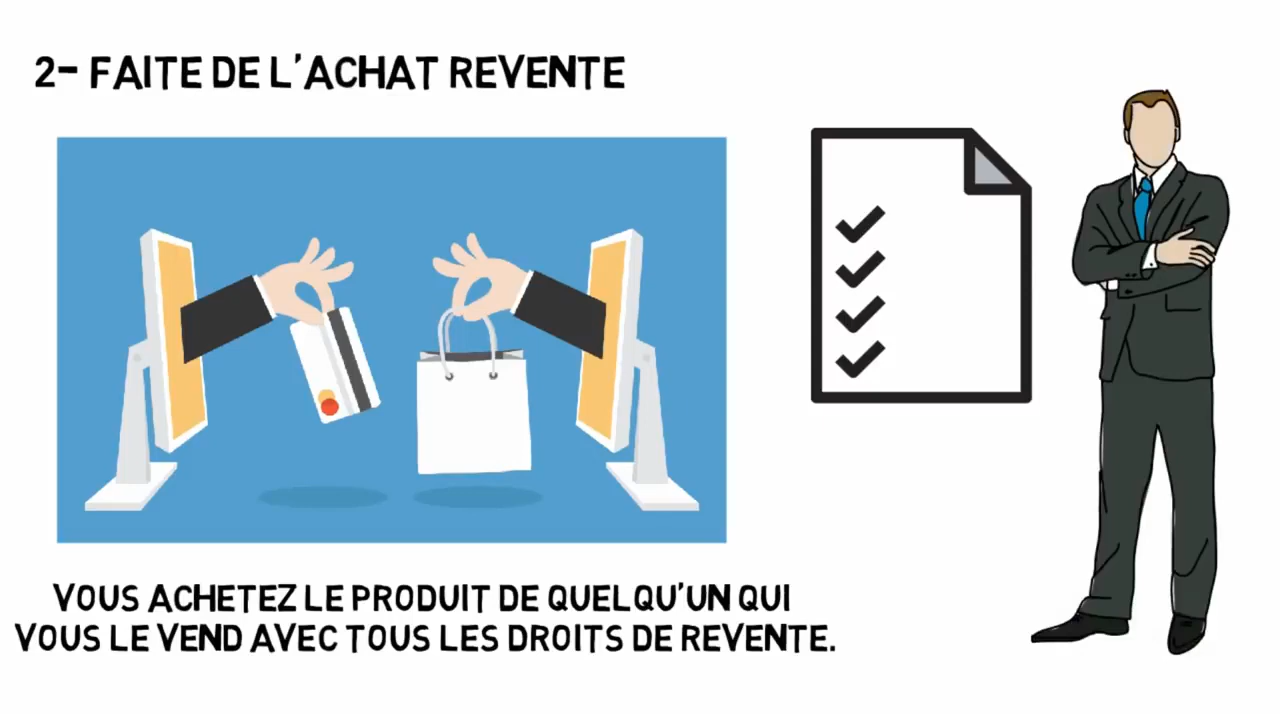 2- FAITE DE L'ACHAT REVENTE
VOUS ACHETEZ LE PRODUIT DE QUELQU'UN QUI
VOUS LE VEND AVEC TOUS LES DROITS DE REVENTE.